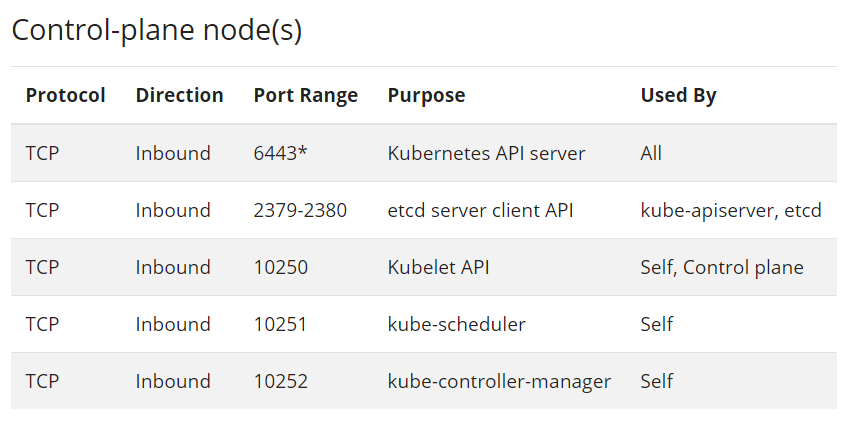 Control-plane node(s)
Protocol Direction Port Range Purpose Used By
TCP Inbound 6443* Kubernetes API server All
TCP Inbound 2379-2380 etcd server client API kube-apiserver, etcd
TCP Inbound 10250 Kubelet API Self, Control plane
TCP Inbound 10251 kube-scheduler Self
TCP Inbound 10252 kube-controller-manager Self